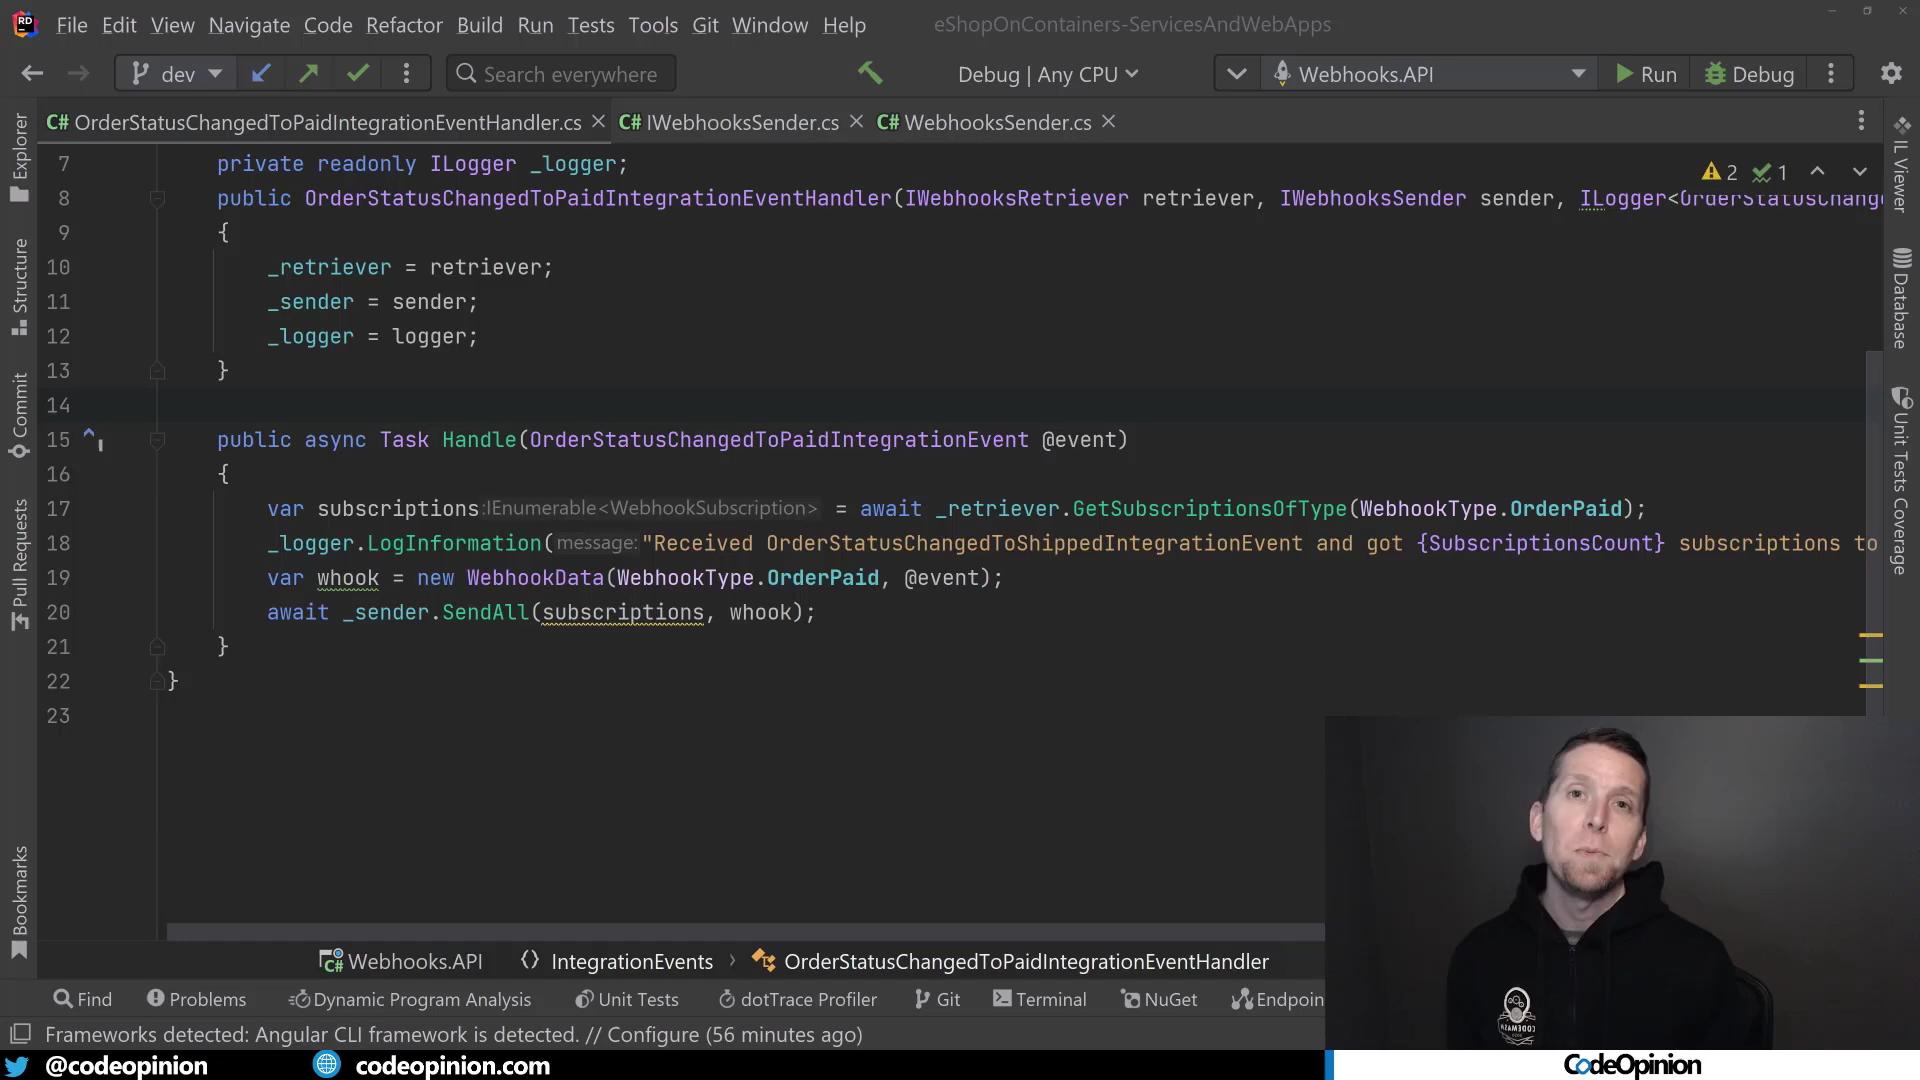 File Edit View Navigate Code Refactor Build Run Tests Tools Git Window Help eShopOnContainers-ServicesAndWebApps
dev Search everywhere Debug | Any CPU Webhooks.API Run Debug
C# OrderStatusChangedToPaidIntegrationEventHandler.cs C# IWebhooksSender.cs C# WebhooksSender.cs
7 private readonly ILogger _logger;
2 1
8 public OrderStatusChangedToPaidIntegrationEventHandler(IWebhooksRetriever retriever, IWebhooksSender sender, ILogger<OrderStatusChange
9 {
10 _retriever = retriever;
11 _sender = sender;
12 _logger = logger;
13 }
14
15 public async Task Handle(OrderStatusChangedToPaidIntegrationEvent @event)
16 {
17 var subscriptions :IEnumerable<WebhookSubscription> = await _retriever.GetSubscriptionsOfType(WebhookType.OrderPaid);
18 _logger.LogInformation( message: "Received OrderStatusChangedToShippedIntegrationEvent and got {SubscriptionsCount} subscriptions to
19 var whook = new WebhookData(WebhookType.OrderPaid, @event);
20 await _sender.SendAll(subscriptions, whook);
21 }
22 }
23
Explorer
Structure
Commit
Pull Requests
Bookmarks
IL Viewer
Database
Unit Tests Coverage
Webhooks.API IntegrationEvents OrderStatusChangedToPaidIntegrationEventHandler
Find Problems Dynamic Program Analysis Unit Tests dotTrace Profiler Git Terminal NuGet Endpoin
Frameworks detected: Angular CLI framework is detected. // Configure (56 minutes ago)
CODEMASH
@codeopinion codeopinion.com CodeOpinion